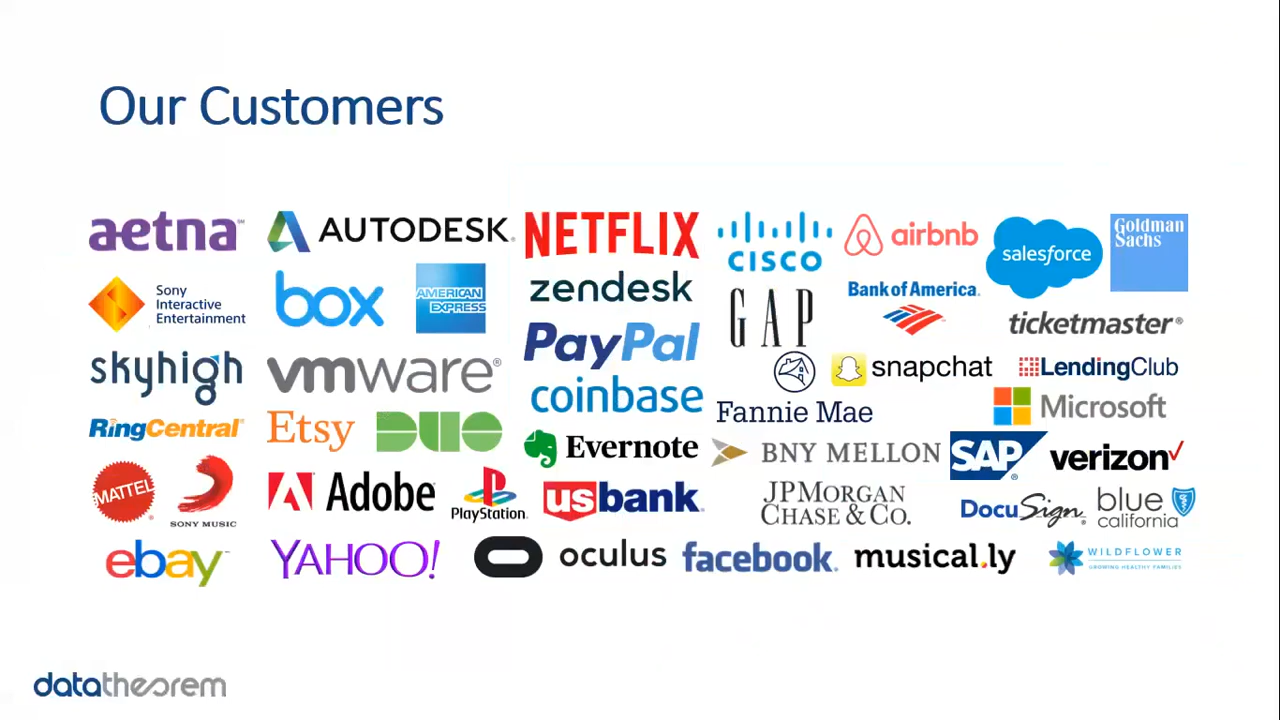 Our Customers
aetna℠
AUTODESK®
NETFLIX
CISCO
airbnb
salesforce
Goldman
Sachs
Sony
Interactive
Entertainment
box
AMERICAN
EXPRESS
zendesk
GAP
Bank of America.
ticketmaster®
skyhigh
vmware®
PayPal
snapchat
LendingClub
coinbase
Fannie Mae
Microsoft
RingCentral®
Etsy
DUO
Evernote
BNY MELLON
SAP®
verizon
MATTEL®
SONY MUSIC
Adobe®
PlayStation®
usbank®
JPMORGAN
CHASE & CO.
DocuSign®
blue
california
ebay™
YAHOO!
oculus
facebook®
musical.ly
WILDFLOWER
GROWING HEALTHY FAMILIES
datatheorem